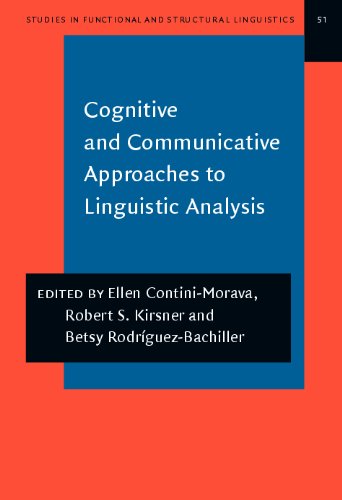 STUDIES IN FUNCTIONAL AND STRUCTURAL LINGUISTICS 51
Cognitive
and Communicative
Approaches to
Linguistic Analysis
EDITED BY Ellen Contini-Morava,
Robert S. Kirsner and
Betsy Rodríguez-Bachiller